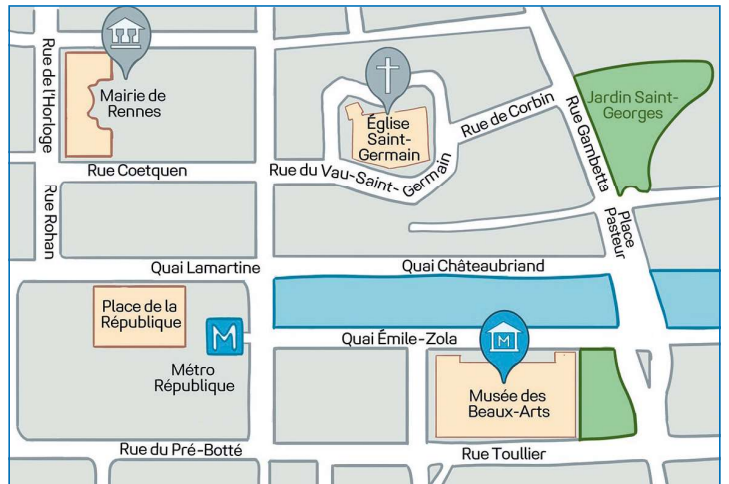 Rue de l'Horloge
Mairie de
Rennes
Église
Saint-
Germain
Rue de Corbin
Rue Gambetta
Jardin Saint-
Georges
Rue Coetquen
Rue du Vau-Saint-Germain
Rue Rohan
Place
Pasteur
Quai Lamartine
Quai Châteaubriand
Place de la
République
M
Métro
République
Quai Émile-Zola
M
Musée des
Beaux-Arts
Rue du Pré-Botté
Rue Toullier